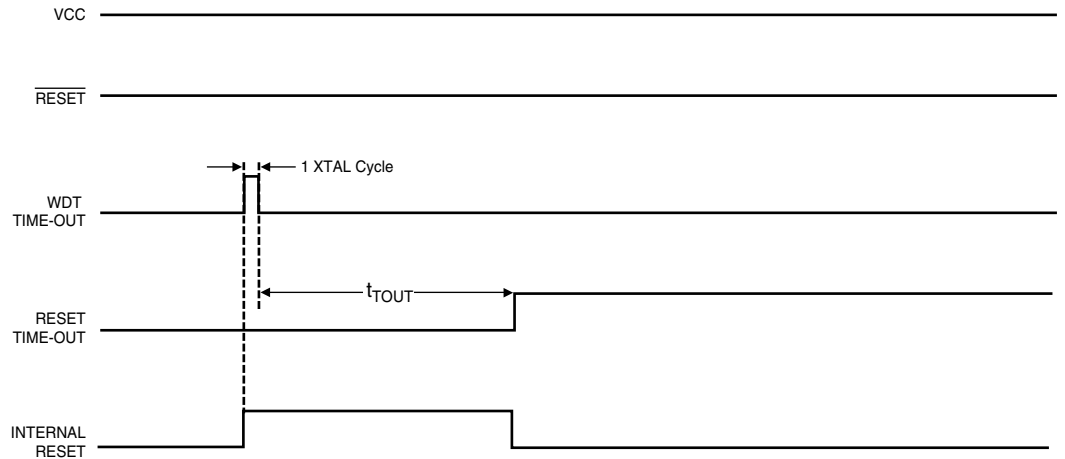 VCC
RESET
1 XTAL Cycle
WDT
TIME-OUT
tTOUT
RESET
TIME-OUT
INTERNAL
RESET